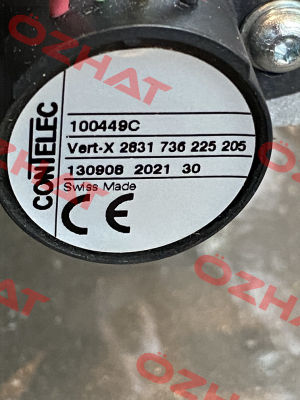 OZHAT
CONTELEC
100449C
Vert-X 2831 736 225 205
130908 2021 30
Swiss Made
CE
OZHAT
OZHAT
OZHAT
OZHAT